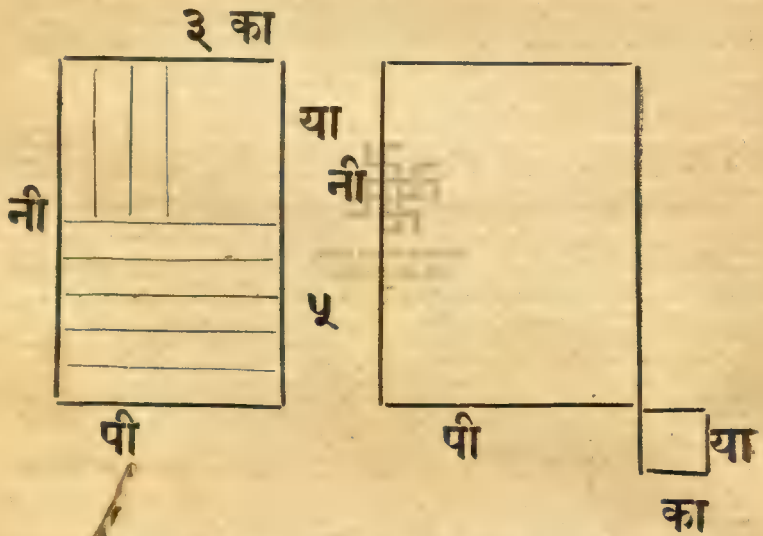 ३ का
या
नी
नी
५
पी
पी
या
का